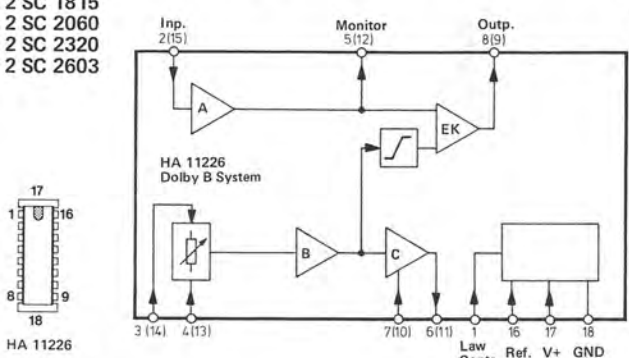 2 SC 1815
2 SC 2060
2 SC 2320
2 SC 2603
Inp.
2(15)
Monitor
5(12)
Outp.
8(9)
A
EK
HA 11226
Dolby B System
B
C
17
1
16
8
9
18
HA 11226
3 (14)
4(13)
7(10)
6(11)
1
16
17
18
Law
Contr.
Ref.
V+
GND